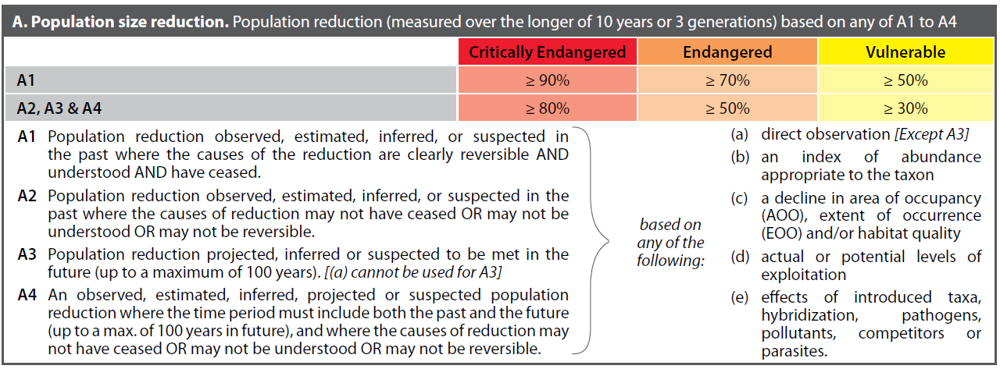 A. Population size reduction. Population reduction (measured over the longer of 10 years or 3 generations) based on any of A1 to A4
Critically Endangered Endangered Vulnerable
A1 ≥ 90% ≥ 70% ≥ 50%
A2, A3 & A4 ≥ 80% ≥ 50% ≥ 30%
A1 Population reduction observed, estimated, inferred, or suspected in
the past where the causes of the reduction are clearly reversible AND
understood AND have ceased.
A2 Population reduction observed, estimated, inferred, or suspected in the
past where the causes of reduction may not have ceased OR may not be
understood OR may not be reversible.
A3 Population reduction projected, inferred or suspected to be met in the
future (up to a maximum of 100 years). [(a) cannot be used for A3]
A4 An observed, estimated, inferred, projected or suspected population
reduction where the time period must include both the past and the future
(up to a max. of 100 years in future), and where the causes of reduction may
not have ceased OR may not be understood OR may not be reversible.
based on
any of the
following:
(a) direct observation [Except A3]
(b) an index of abundance
appropriate to the taxon
(c) a decline in area of occupancy
(AOO), extent of occurrence
(EOO) and/or habitat quality
(d) actual or potential levels of
exploitation
(e) effects of introduced taxa,
hybridization, pathogens,
pollutants, competitors or
parasites.